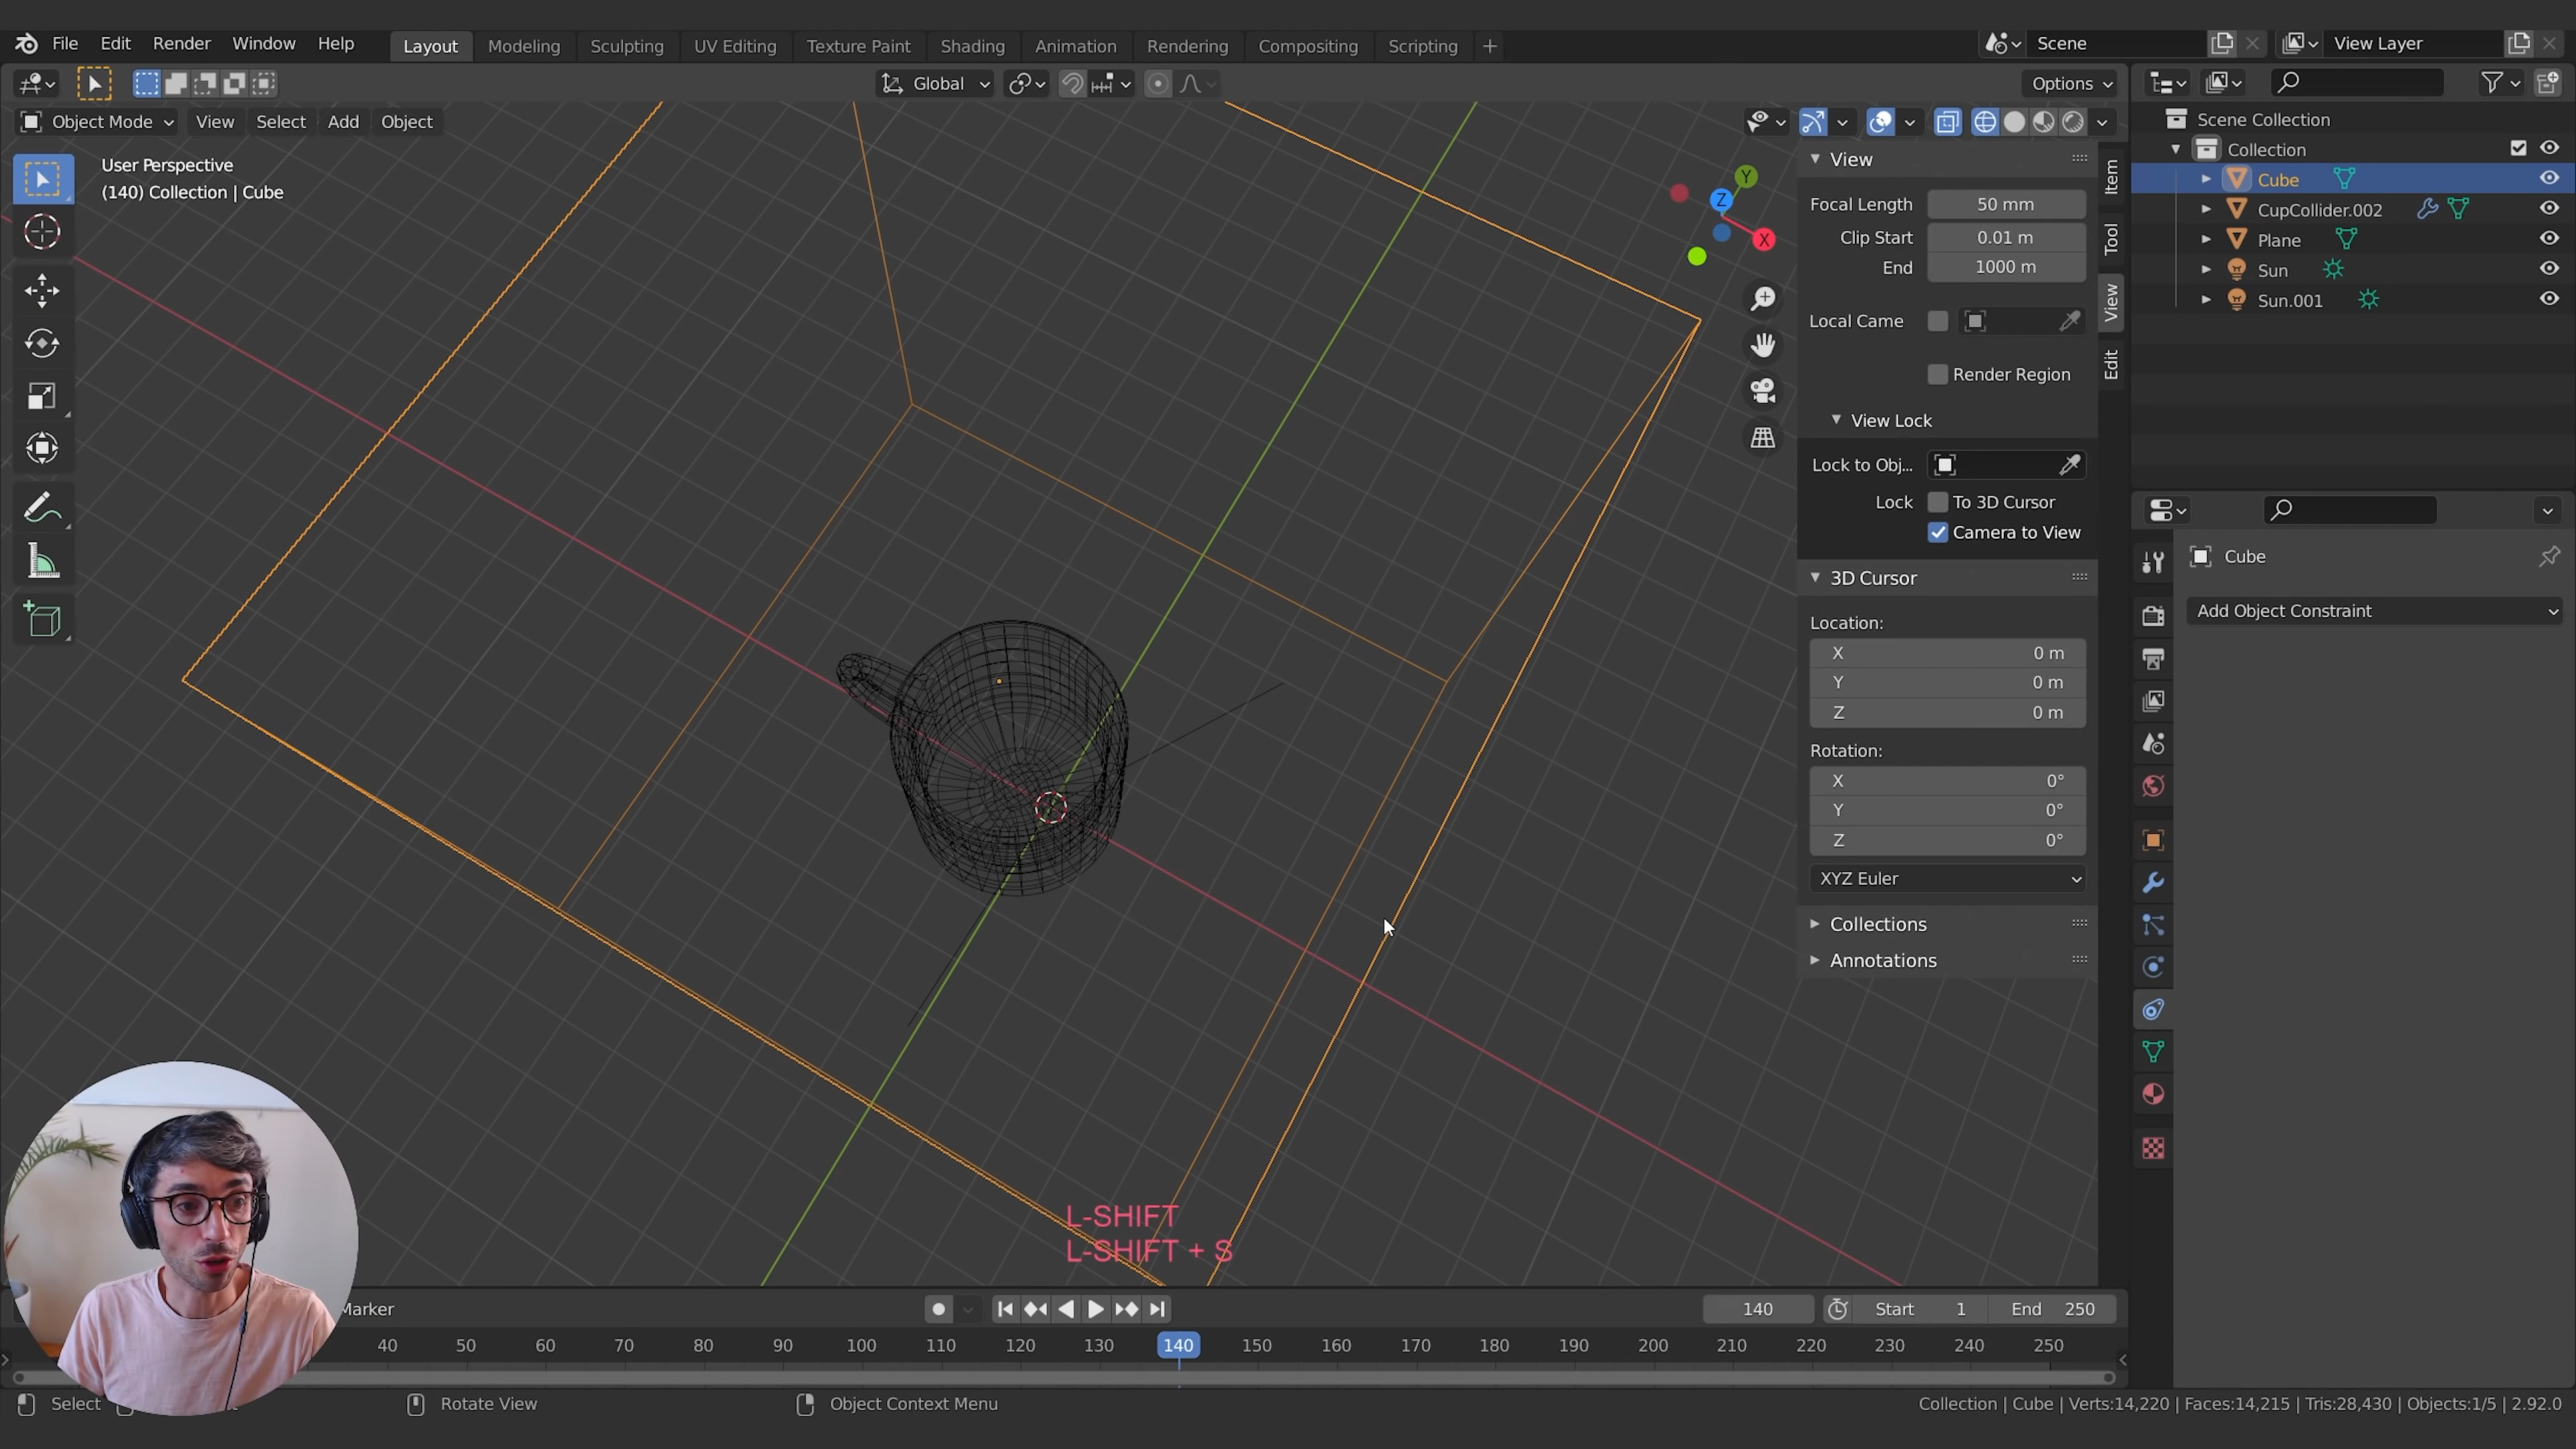 File Edit Render Window Help Layout Modeling Sculpting UV Editing Texture Paint Shading Animation Rendering Compositing Scripting + Scene View Layer
Global Options
Object Mode View Select Add Object
User Perspective
(140) Collection | Cube
Y
Z
X
View
Focal Length 50 mm
Clip Start 0.01 m
End 1000 m
Local Came
Render Region
View Lock
Lock to Obj...
Lock To 3D Cursor
Camera to View
3D Cursor
Location:
X 0 m
Y 0 m
Z 0 m
Rotation:
X 0°
Y 0°
Z 0°
XYZ Euler
Collections
Annotations
Item
Tool
View
Edit
Scene Collection
Collection
Cube
CupCollider.002
Plane
Sun
Sun.001
Cube
Add Object Constraint
L-SHIFT
L-SHIFT + S
Marker 140 Start 1 End 250
40 50 60 70 80 90 100 110 120 130 140 150 160 170 180 190 200 210 220 230 240 250
Select Rotate View Object Context Menu Collection | Cube | Verts:14,220 | Faces:14,215 | Tris:28,430 | Objects:1/5 | 2.92.0